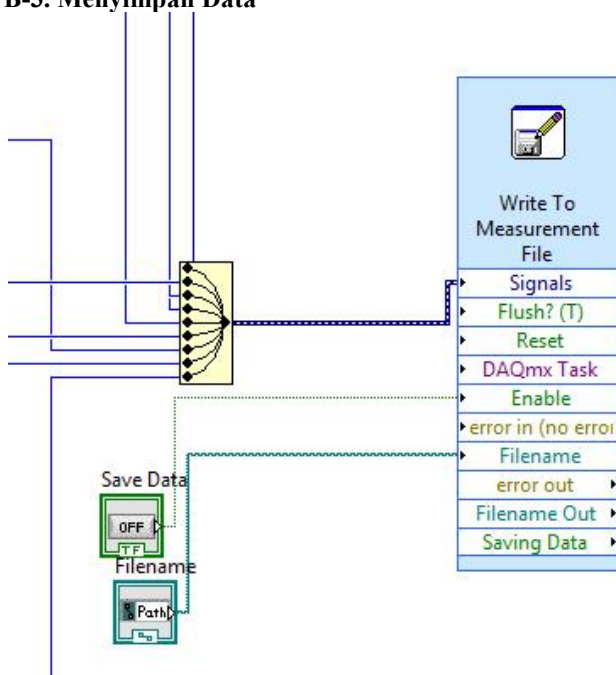 B-3. Menyimpan Data
Write To
Measurement
File
Signals
Flush? (T)
Reset
DAQmx Task
Enable
error in (no error
Filename
error out
Filename Out
Saving Data
Save Data
OFF
TF
Filename
Path